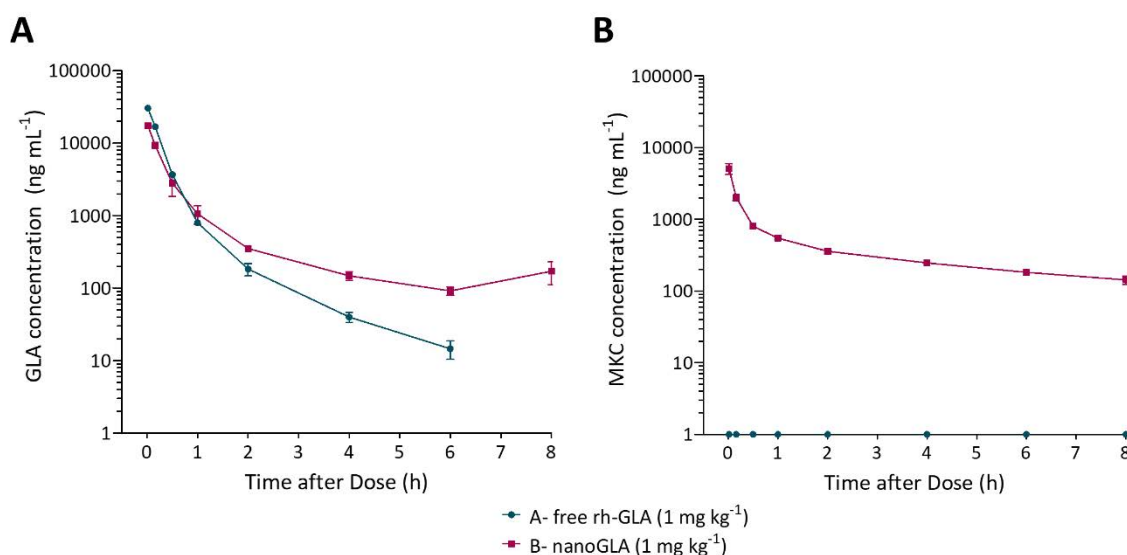 A
GLA concentration (ng mL⁻¹)
100000
10000
1000
100
10
1
0 1 2 3 4 5 6 7 8
Time after Dose (h)
B
MKC concentration (ng mL⁻¹)
100000
10000
1000
100
10
1
0 1 2 3 4 5 6 7 8
Time after Dose (h)
A- free rh-GLA (1 mg kg⁻¹)
B- nanoGLA (1 mg kg⁻¹)